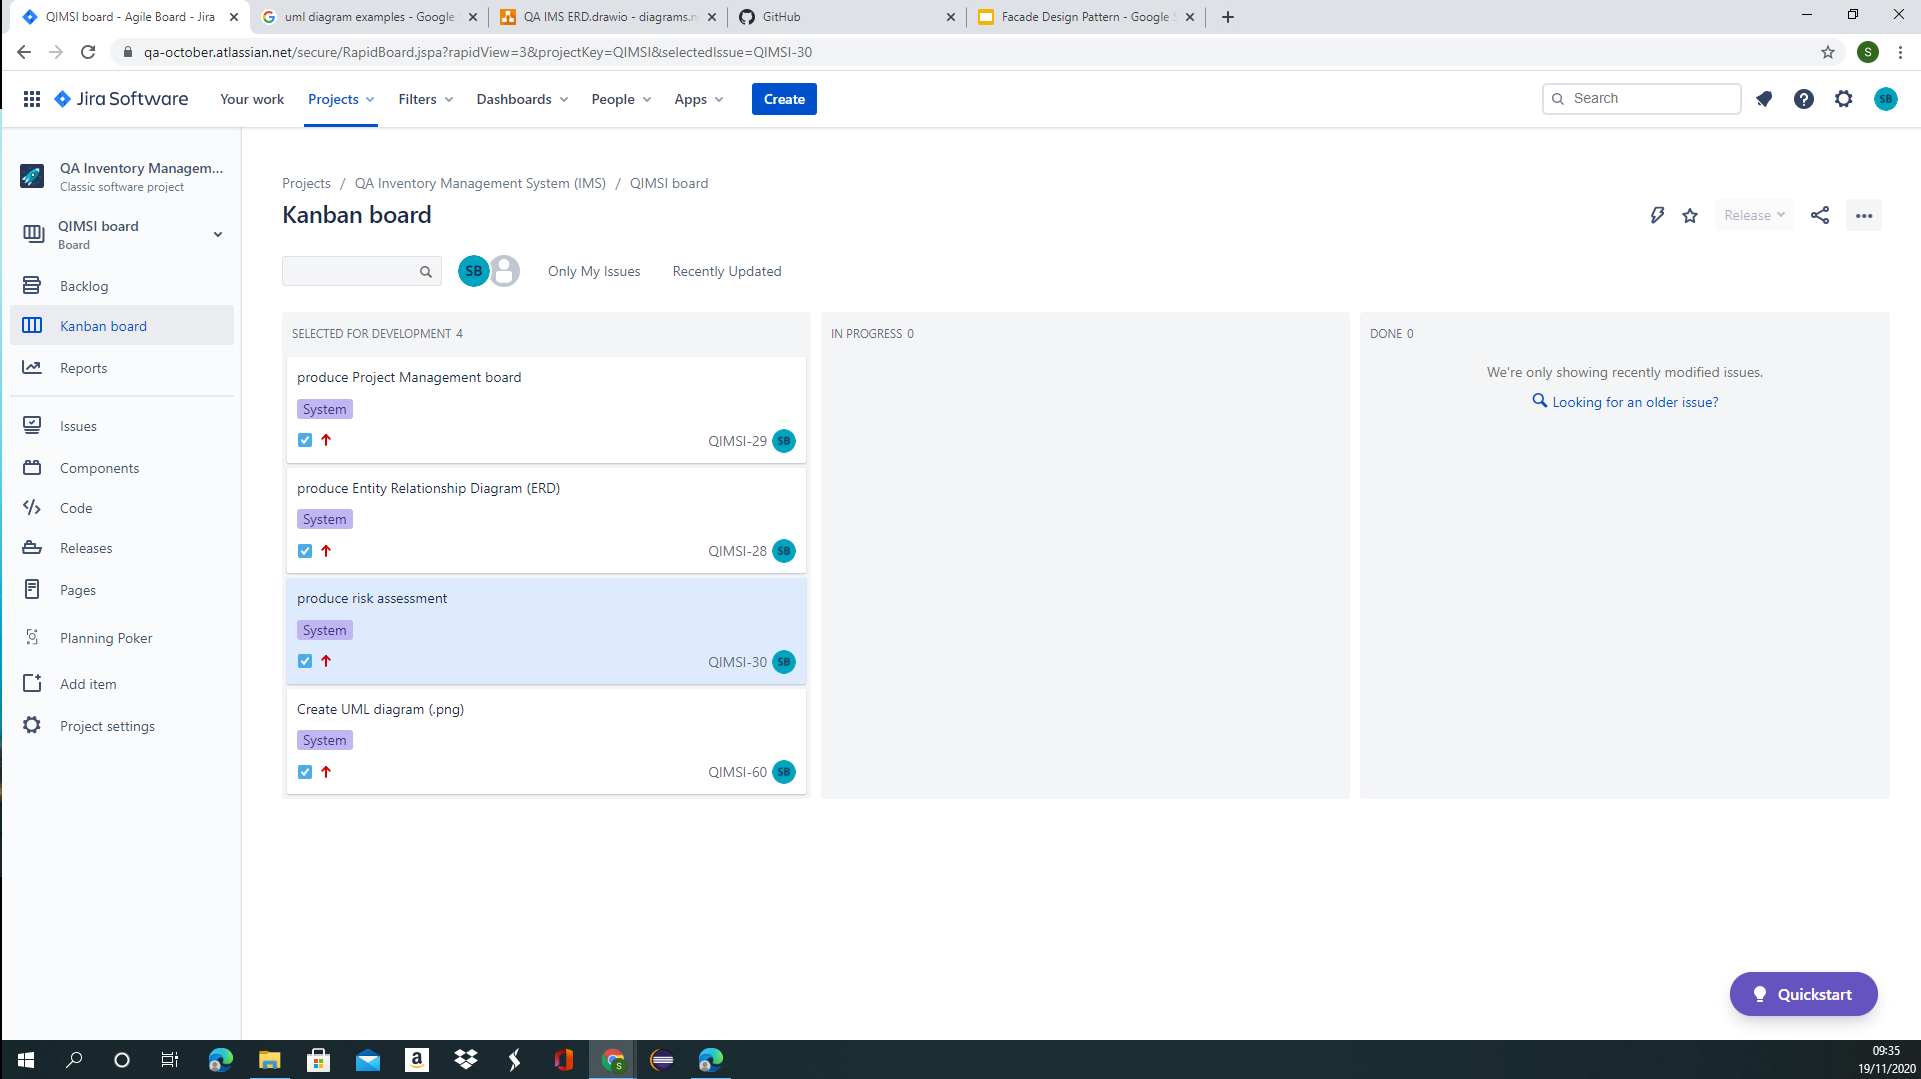 QIMSI board - Agile Board - Jira
uml diagram examples - Google
QA IMS ERD.drawio - diagrams.n
GitHub
Facade Design Pattern - Google S
qa-october.atlassian.net/secure/RapidBoard.jspa?rapidView=3&projectKey=QIMSI&selectedIssue=QIMSI-30
S
Jira Software
Your work
Projects
Filters
Dashboards
People
Apps
Create
Search
SB
QA Inventory Managem...
Classic software project
QIMSI board
Board
Backlog
Kanban board
Reports
Issues
Components
Code
Releases
Pages
Planning Poker
Add item
Project settings
Projects / QA Inventory Management System (IMS) / QIMSI board
Kanban board
Release
SB
Only My Issues
Recently Updated
SELECTED FOR DEVELOPMENT 4
produce Project Management board
System
QIMSI-29
SB
produce Entity Relationship Diagram (ERD)
System
QIMSI-28
SB
produce risk assessment
System
QIMSI-30
SB
Create UML diagram (.png)
System
QIMSI-60
SB
IN PROGRESS 0
DONE 0
We're only showing recently modified issues.
Looking for an older issue?
Quickstart
09:35
19/11/2020